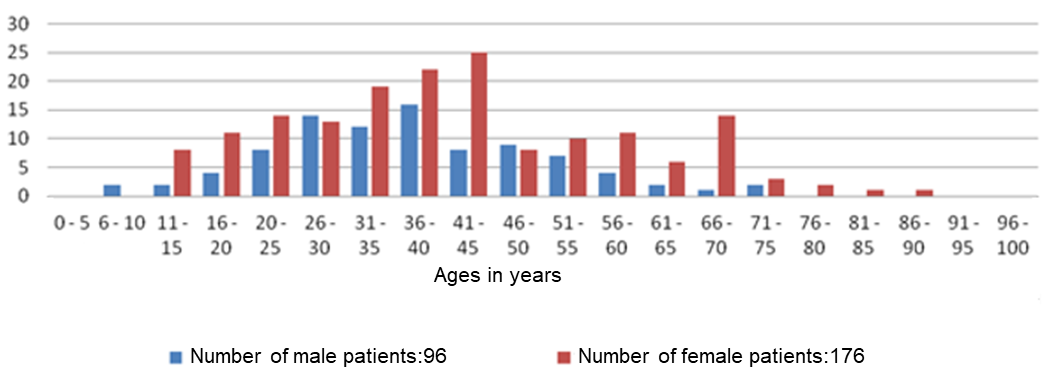 30
25
20
15
10
5
0
0 - 5 6 - 10 11 - 16 - 20 - 26 - 31 - 36 - 41 - 46 - 51 - 56 - 61 - 66 - 71 - 76 - 81 - 86 - 91 - 96 -
15 20 25 30 35 40 45 50 55 60 65 70 75 80 85 90 95 100
Ages in years
Number of male patients:96 Number of female patients:176